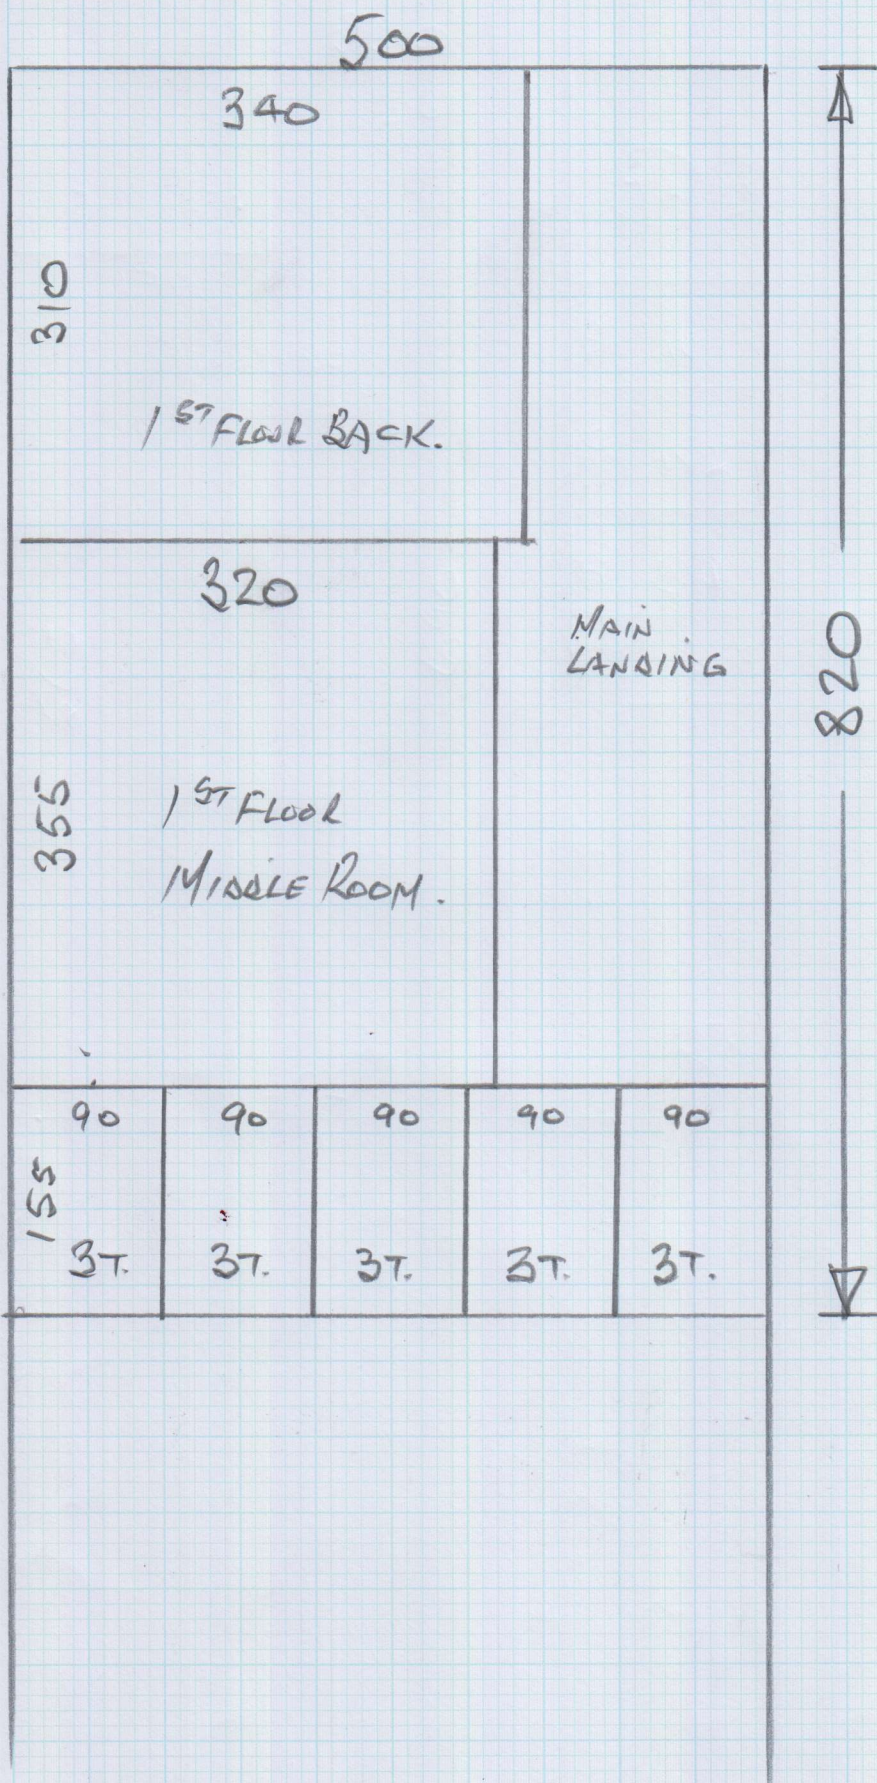 500
340
310
1ST FLOOR BACK.
320
MAIN
LANDING
820
355
1ST FLOOR
MIDDLE ROOM.
90 90 90 90 90
155
3T. 3T. 3T. 3T. 3T.